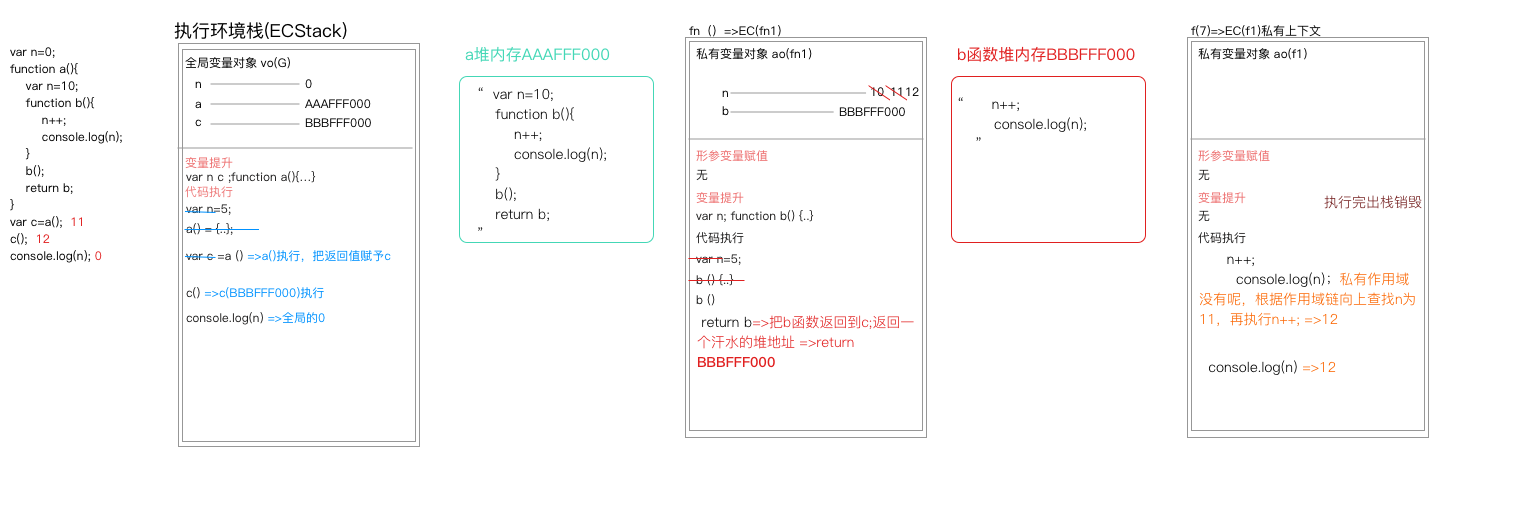 var n=0;
function a(){
var n=10;
function b(){
n++;
console.log(n);
}
b();
return b;
}
var c=a(); 11
c(); 12
console.log(n); 0
执行环境栈(ECStack)
全局变量对象 vo(G)
n 0
a AAAFFF000
c BBBFFF000
变量提升
var n c ;function a(){...}
代码执行
var n=5;
a() = {..};
var c =a () =>a()执行，把返回值赋予c
c() =>c(BBBFFF000)执行
console.log(n) =>全局的0
a堆内存AAAFFF000
“ var n=10;
function b(){
n++;
console.log(n);
}
b();
return b;
”
fn () =>EC(fn1)
私有变量对象 ao(fn1)
n 10 11 12
b BBBFFF000
形参变量赋值
无
变量提升
var n; function b() {..}
代码执行
var n=5;
b () {..}
b ()
return b=>把b函数返回到c;返回一
个汗水的堆地址 =>return
BBBFFF000
b函数堆内存BBBFFF000
“ n++;
console.log(n);
”
f(7)=>EC(f1)私有上下文
私有变量对象 ao(f1)
形参变量赋值
无
变量提升
执行完出栈销毁
无
代码执行
n++;
console.log(n)；私有作用域
没有呢，根据作用域链向上查找n为
11，再执行n++; =>12
console.log(n) =>12